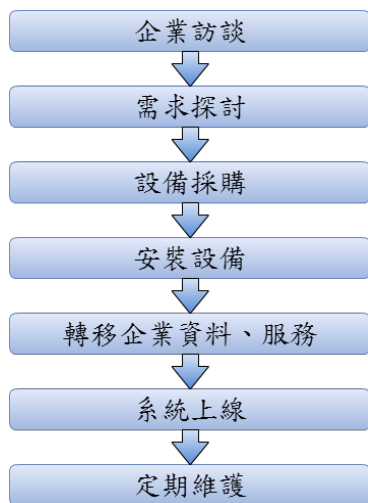 企業訪談
需求探討
設備採購
安裝設備
轉移企業資料、服務
系統上線
定期維護